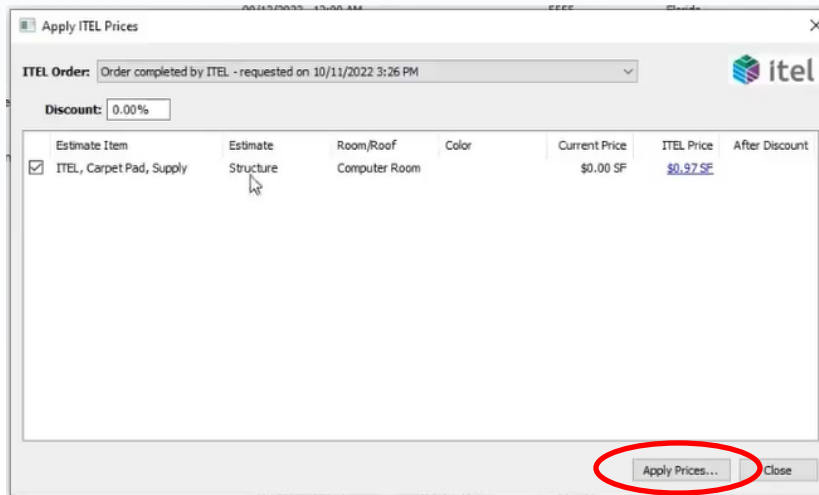 Apply ITEL Prices
ITEL Order: Order completed by ITEL - requested on 10/11/2022 3:26 PM
itel
Discount: 0.00%
Estimate Item Estimate Room/Roof Color Current Price ITEL Price After Discount
ITEL, Carpet Pad, Supply Structure Computer Room $0.00 SF $0.97 SF
Apply Prices... Close